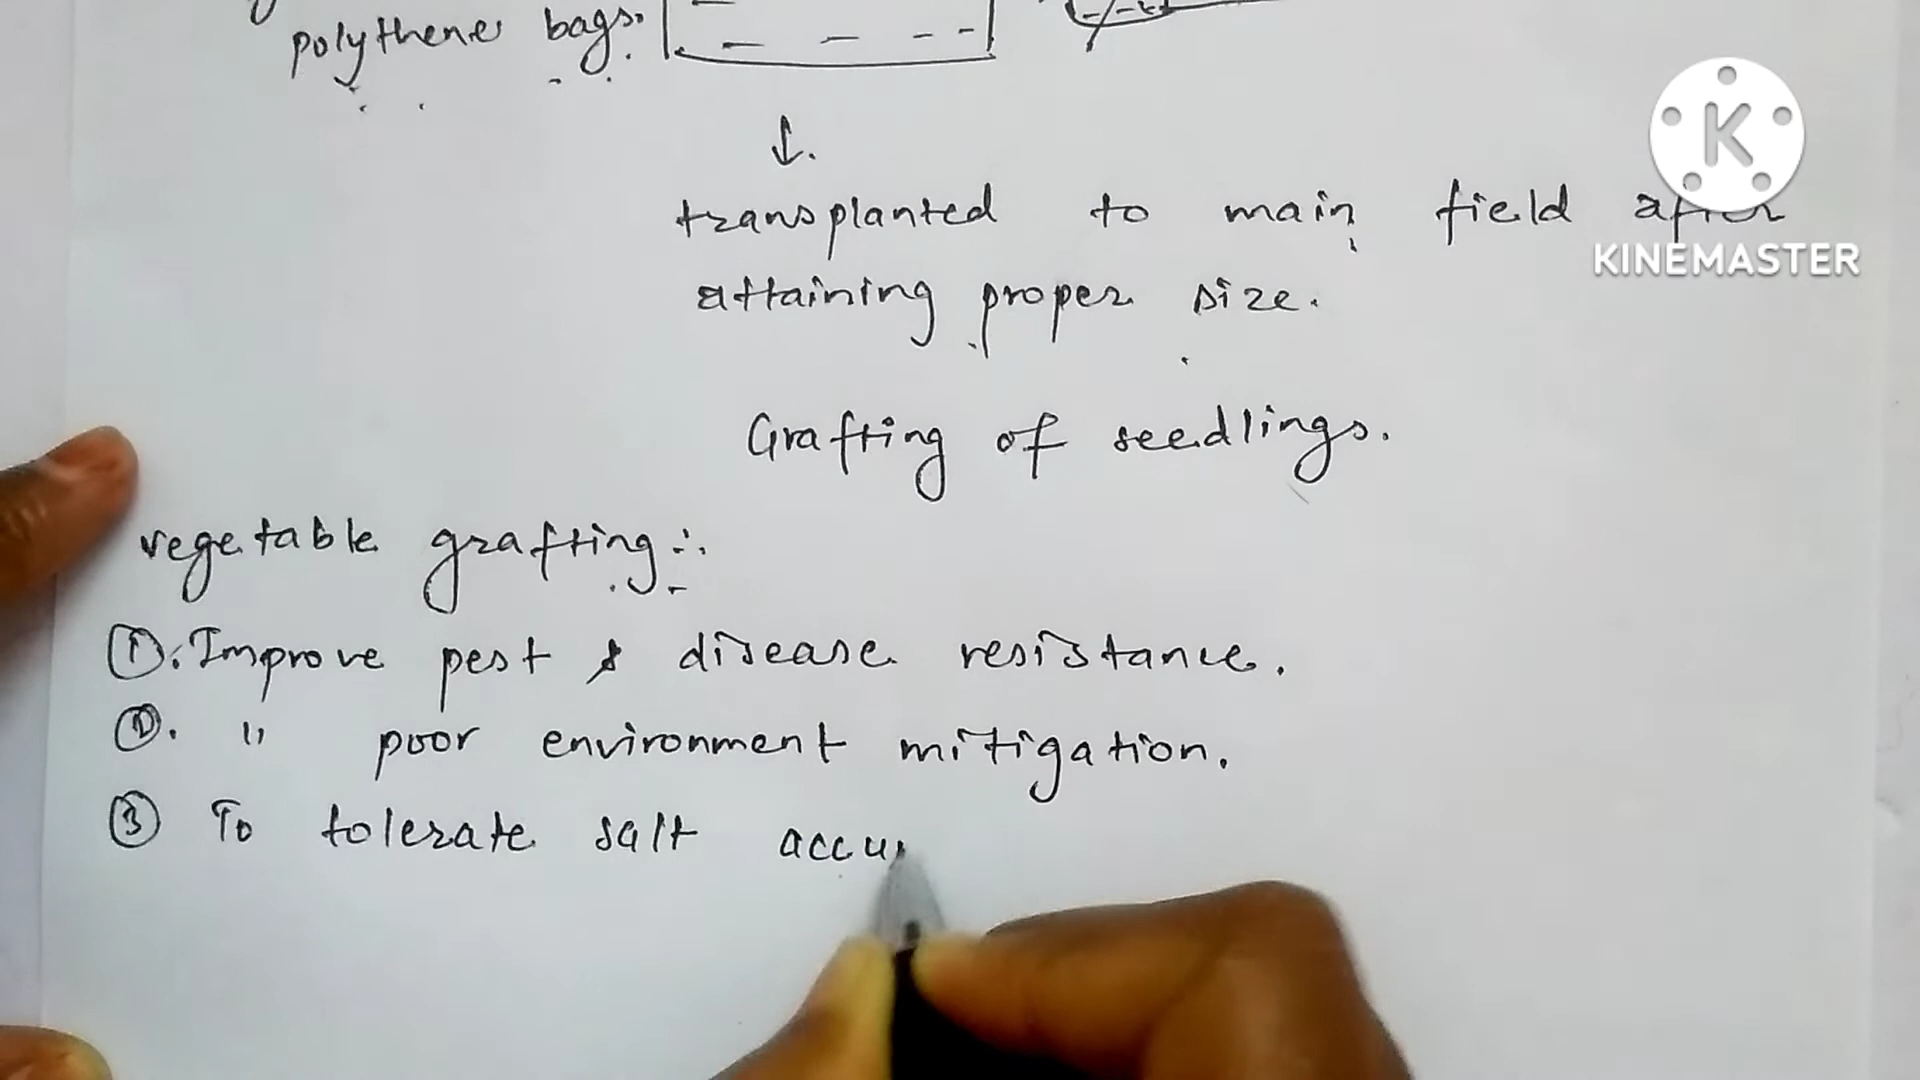 polythene bags.
↓.
transplanted to main field after
attaining proper size.
Grafting of seedlings.
vegetable grafting:-
①. Improve pest & disease resistance.
②. " poor environment mitigation.
③ To tolerate salt accu
K
KINEMASTER